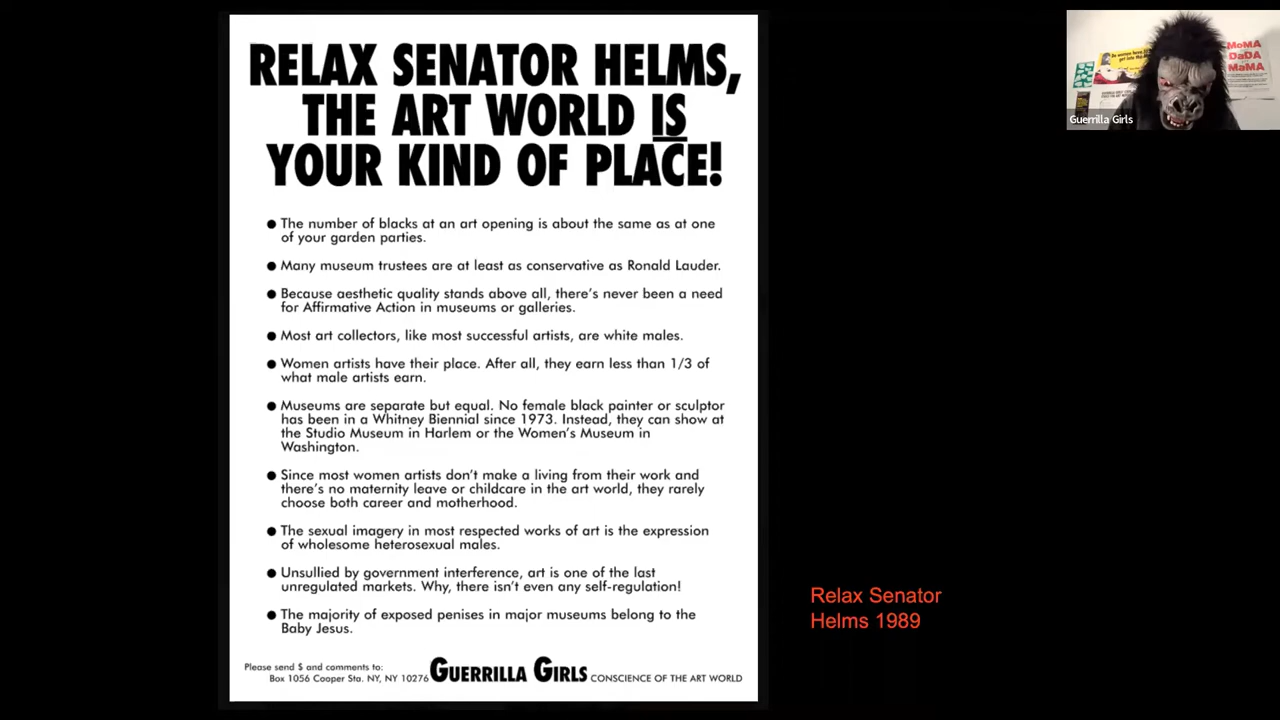 RELAX SENATOR HELMS,
THE ART WORLD IS
YOUR KIND OF PLACE!
● The number of blacks at an art opening is about the same as at one
of your garden parties.
● Many museum trustees are at least as conservative as Ronald Lauder.
● Because aesthetic quality stands above all, there's never been a need
for Affirmative Action in museums or galleries.
● Most art collectors, like most successful artists, are white males.
● Women artists have their place. After all, they earn less than 1/3 of
what male artists earn.
● Museums are separate but equal. No female black painter or sculptor
has been in a Whitney Biennial since 1973. Instead, they can show at
the Studio Museum in Harlem or the Women's Museum in
Washington.
● Since most women artists don't make a living from their work and
there's no maternity leave or childcare in the art world, they rarely
choose both career and motherhood.
● The sexual imagery in most respected works of art is the expression
of wholesome heterosexual males.
● Unsullied by government interference, art is one of the last
unregulated markets. Why, there isn't even any self-regulation!
● The majority of exposed penises in major museums belong to the
Baby Jesus.
Please send $ and comments to:
Box 1056 Cooper Sta. NY, NY 10276 GUERRILLA GIRLS CONSCIENCE OF THE ART WORLD
Relax Senator
Helms 1989
MoMA
DaDA
MaMA
Guerrilla Girls